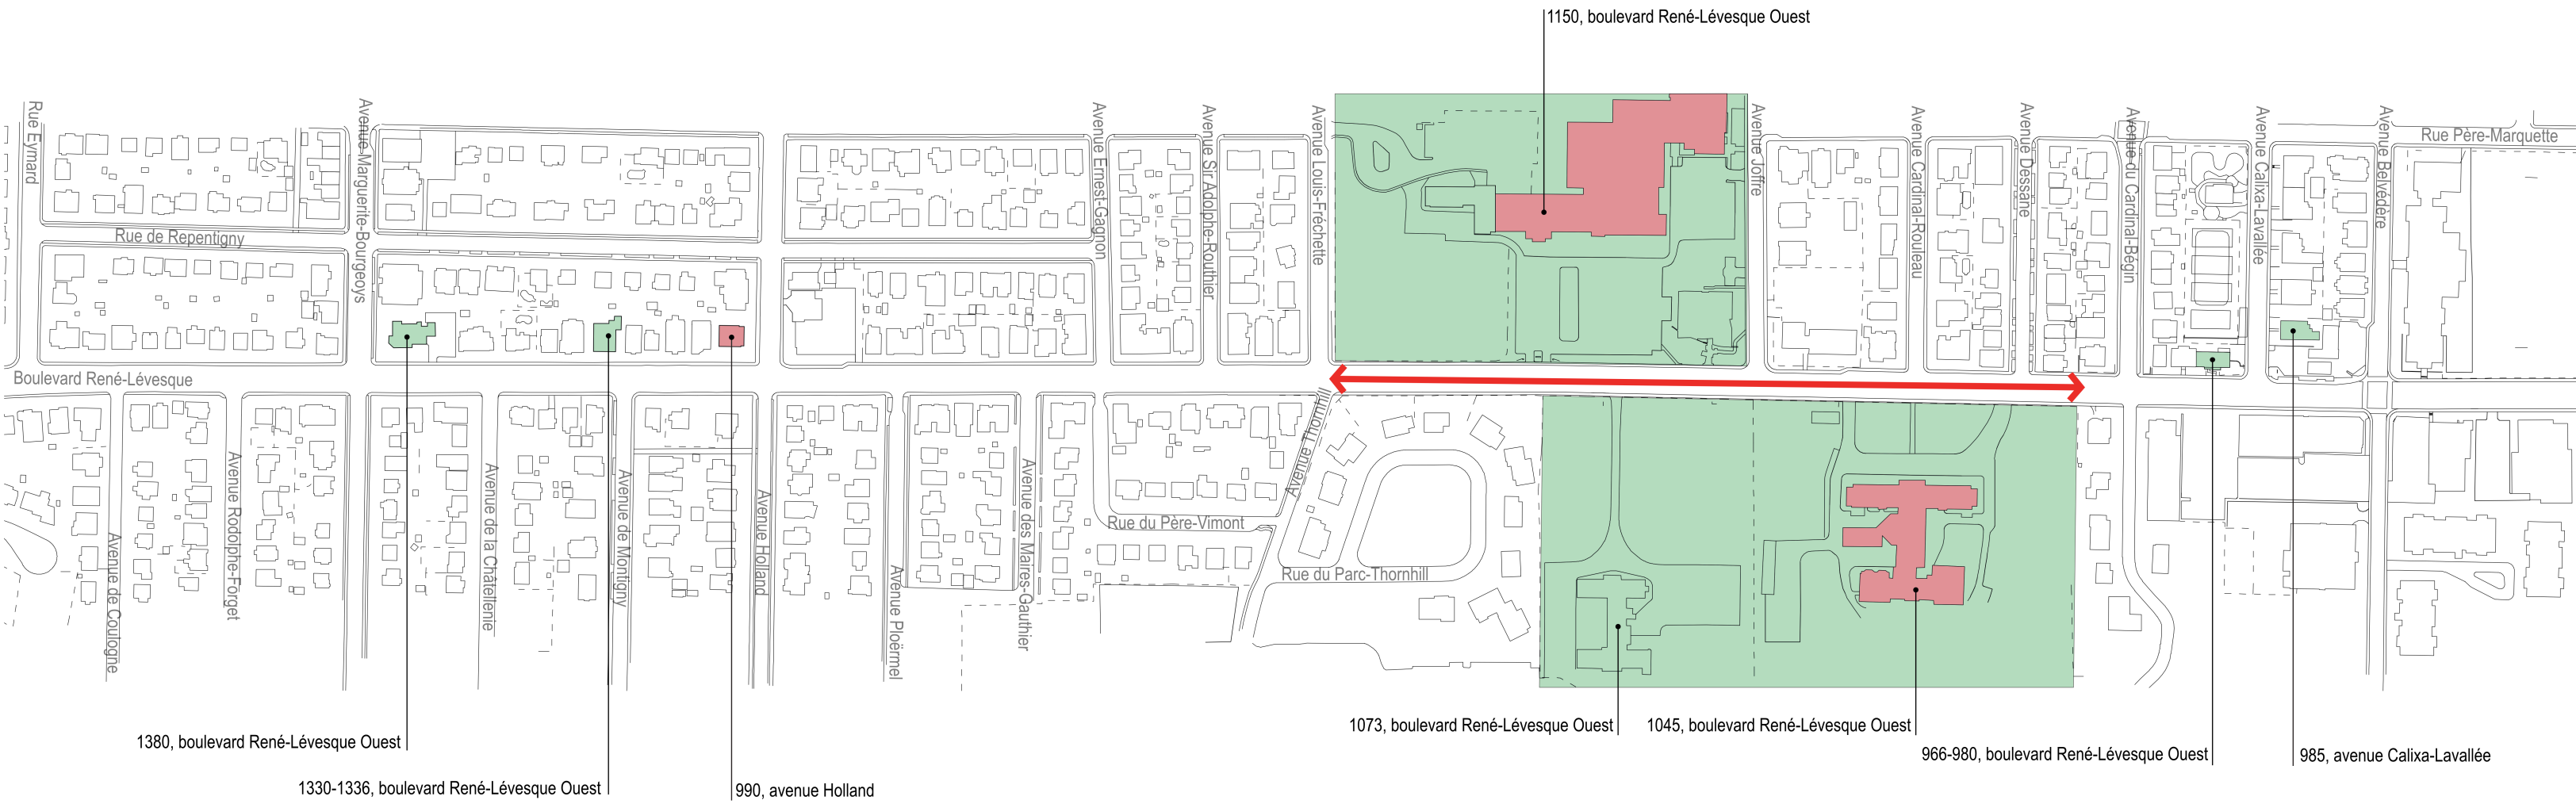 1150, boulevard René-Lévesque Ouest
Rue Eymard
Avenue Marguerite-Bourgeoys
Avenue Ernest-Gagnon
Avenue Sir Adolphe-Routhier
Avenue Louis-Fréchette
Avenue Joffre
Avenue Cardinal-Rouleau
Avenue Dessane
Avenue du Cardinal-Bégin
Avenue Calixa-Lavallée
Avenue Belvédère
Rue Père-Marquette
Rue de Repentigny
Boulevard René-Lévesque
Avenue de Coulogne
Avenue Rodolphe-Forget
Avenue de la Châtellenie
Avenue de Montigny
Avenue Holland
Avenue Ploërmel
Avenue des Maires-Gauthier
Rue du Père-Vimont
Avenue Thornhill
Rue du Parc-Thornhill
1380, boulevard René-Lévesque Ouest
1330-1336, boulevard René-Lévesque Ouest
990, avenue Holland
1073, boulevard René-Lévesque Ouest
1045, boulevard René-Lévesque Ouest
966-980, boulevard René-Lévesque Ouest
985, avenue Calixa-Lavallée